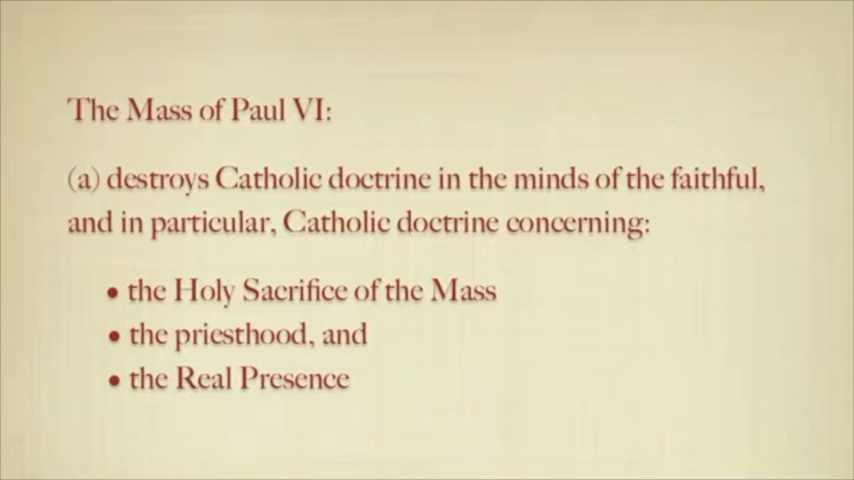 The Mass of Paul VI:
(a) destroys Catholic doctrine in the minds of the faithful,
and in particular, Catholic doctrine concerning:
• the Holy Sacrifice of the Mass
• the priesthood, and
• the Real Presence